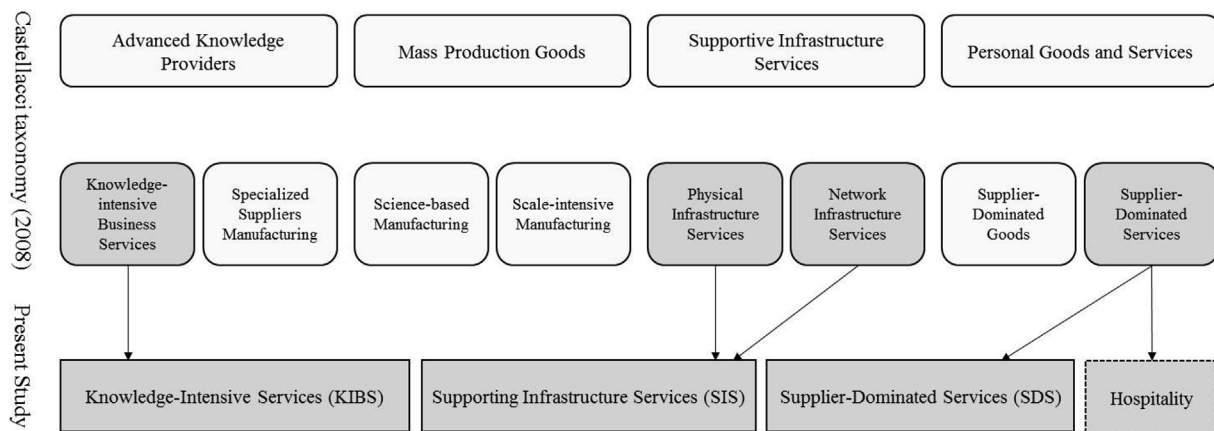 Castellacci taxonomy (2008)
Advanced Knowledge
Providers
Mass Production Goods
Supportive Infrastructure
Services
Personal Goods and Services
Knowledge-
intensive
Business
Services
Specialized
Suppliers
Manufacturing
Science-based
Manufacturing
Scale-intensive
Manufacturing
Physical
Infrastructure
Services
Network
Infrastructure
Services
Supplier-
Dominated
Goods
Supplier-
Dominated
Services
Present Study
Knowledge-Intensive Services (KIBS)
Supporting Infrastructure Services (SIS)
Supplier-Dominated Services (SDS)
Hospitality